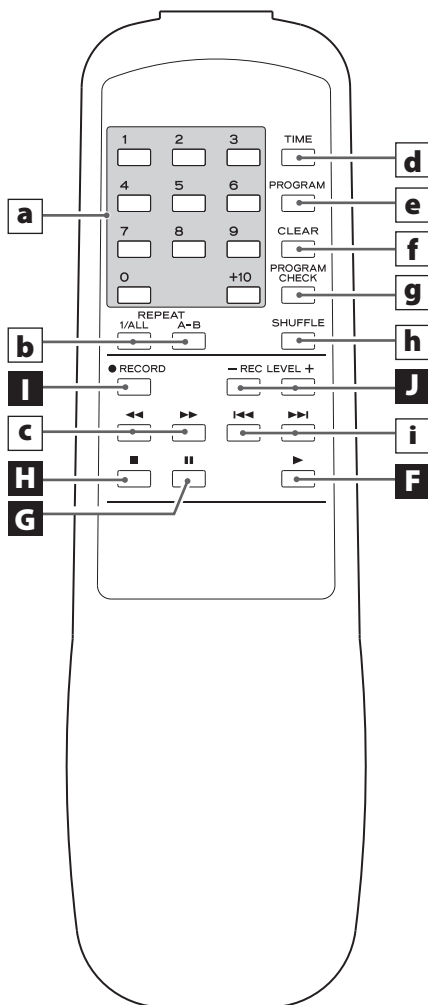 1 2 3 TIME
d
4 5 6 PROGRAM
a
e
7 8 9 CLEAR
f
0 +10 PROGRAM
CHECK
g
REPEAT
1/ALL A-B SHUFFLE
b
h
● RECORD − REC LEVEL +
I
J
◀◀ ▶▶ |◀◀ ▶▶|
c
i
■ ▮▮ ▶
H
F
G